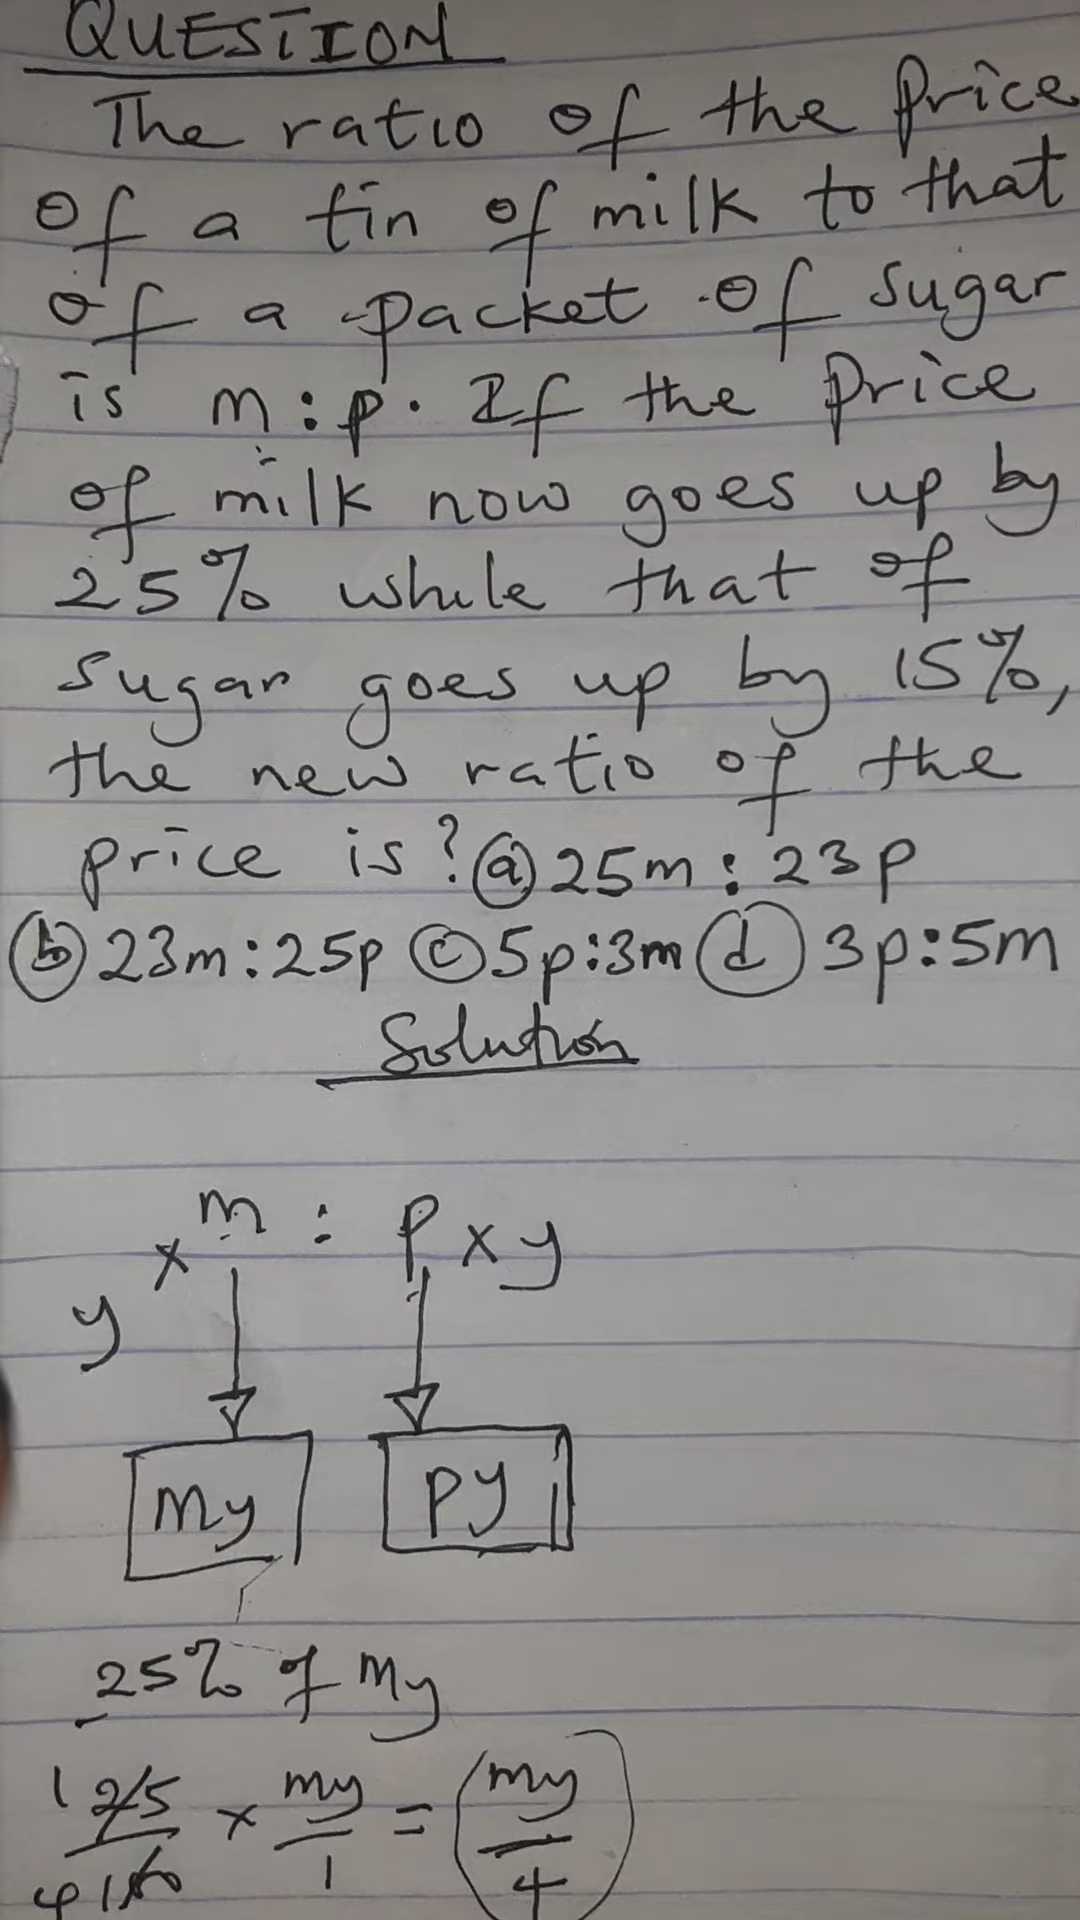 QUESTION
The ratio of the Price
of a tin of milk to that
of a packet of sugar
is m:p. If the Price
of milk now goes up by
25% while that of
sugar goes up by 15%,
the new ratio of the
price is? (a) 25m : 23p
(b) 23m:25p (c) 5p:3m (d) 3p:5m
Solution
m : p x y
x
y
my py
25% of my
1 25/4 100 x my/1 = my/4